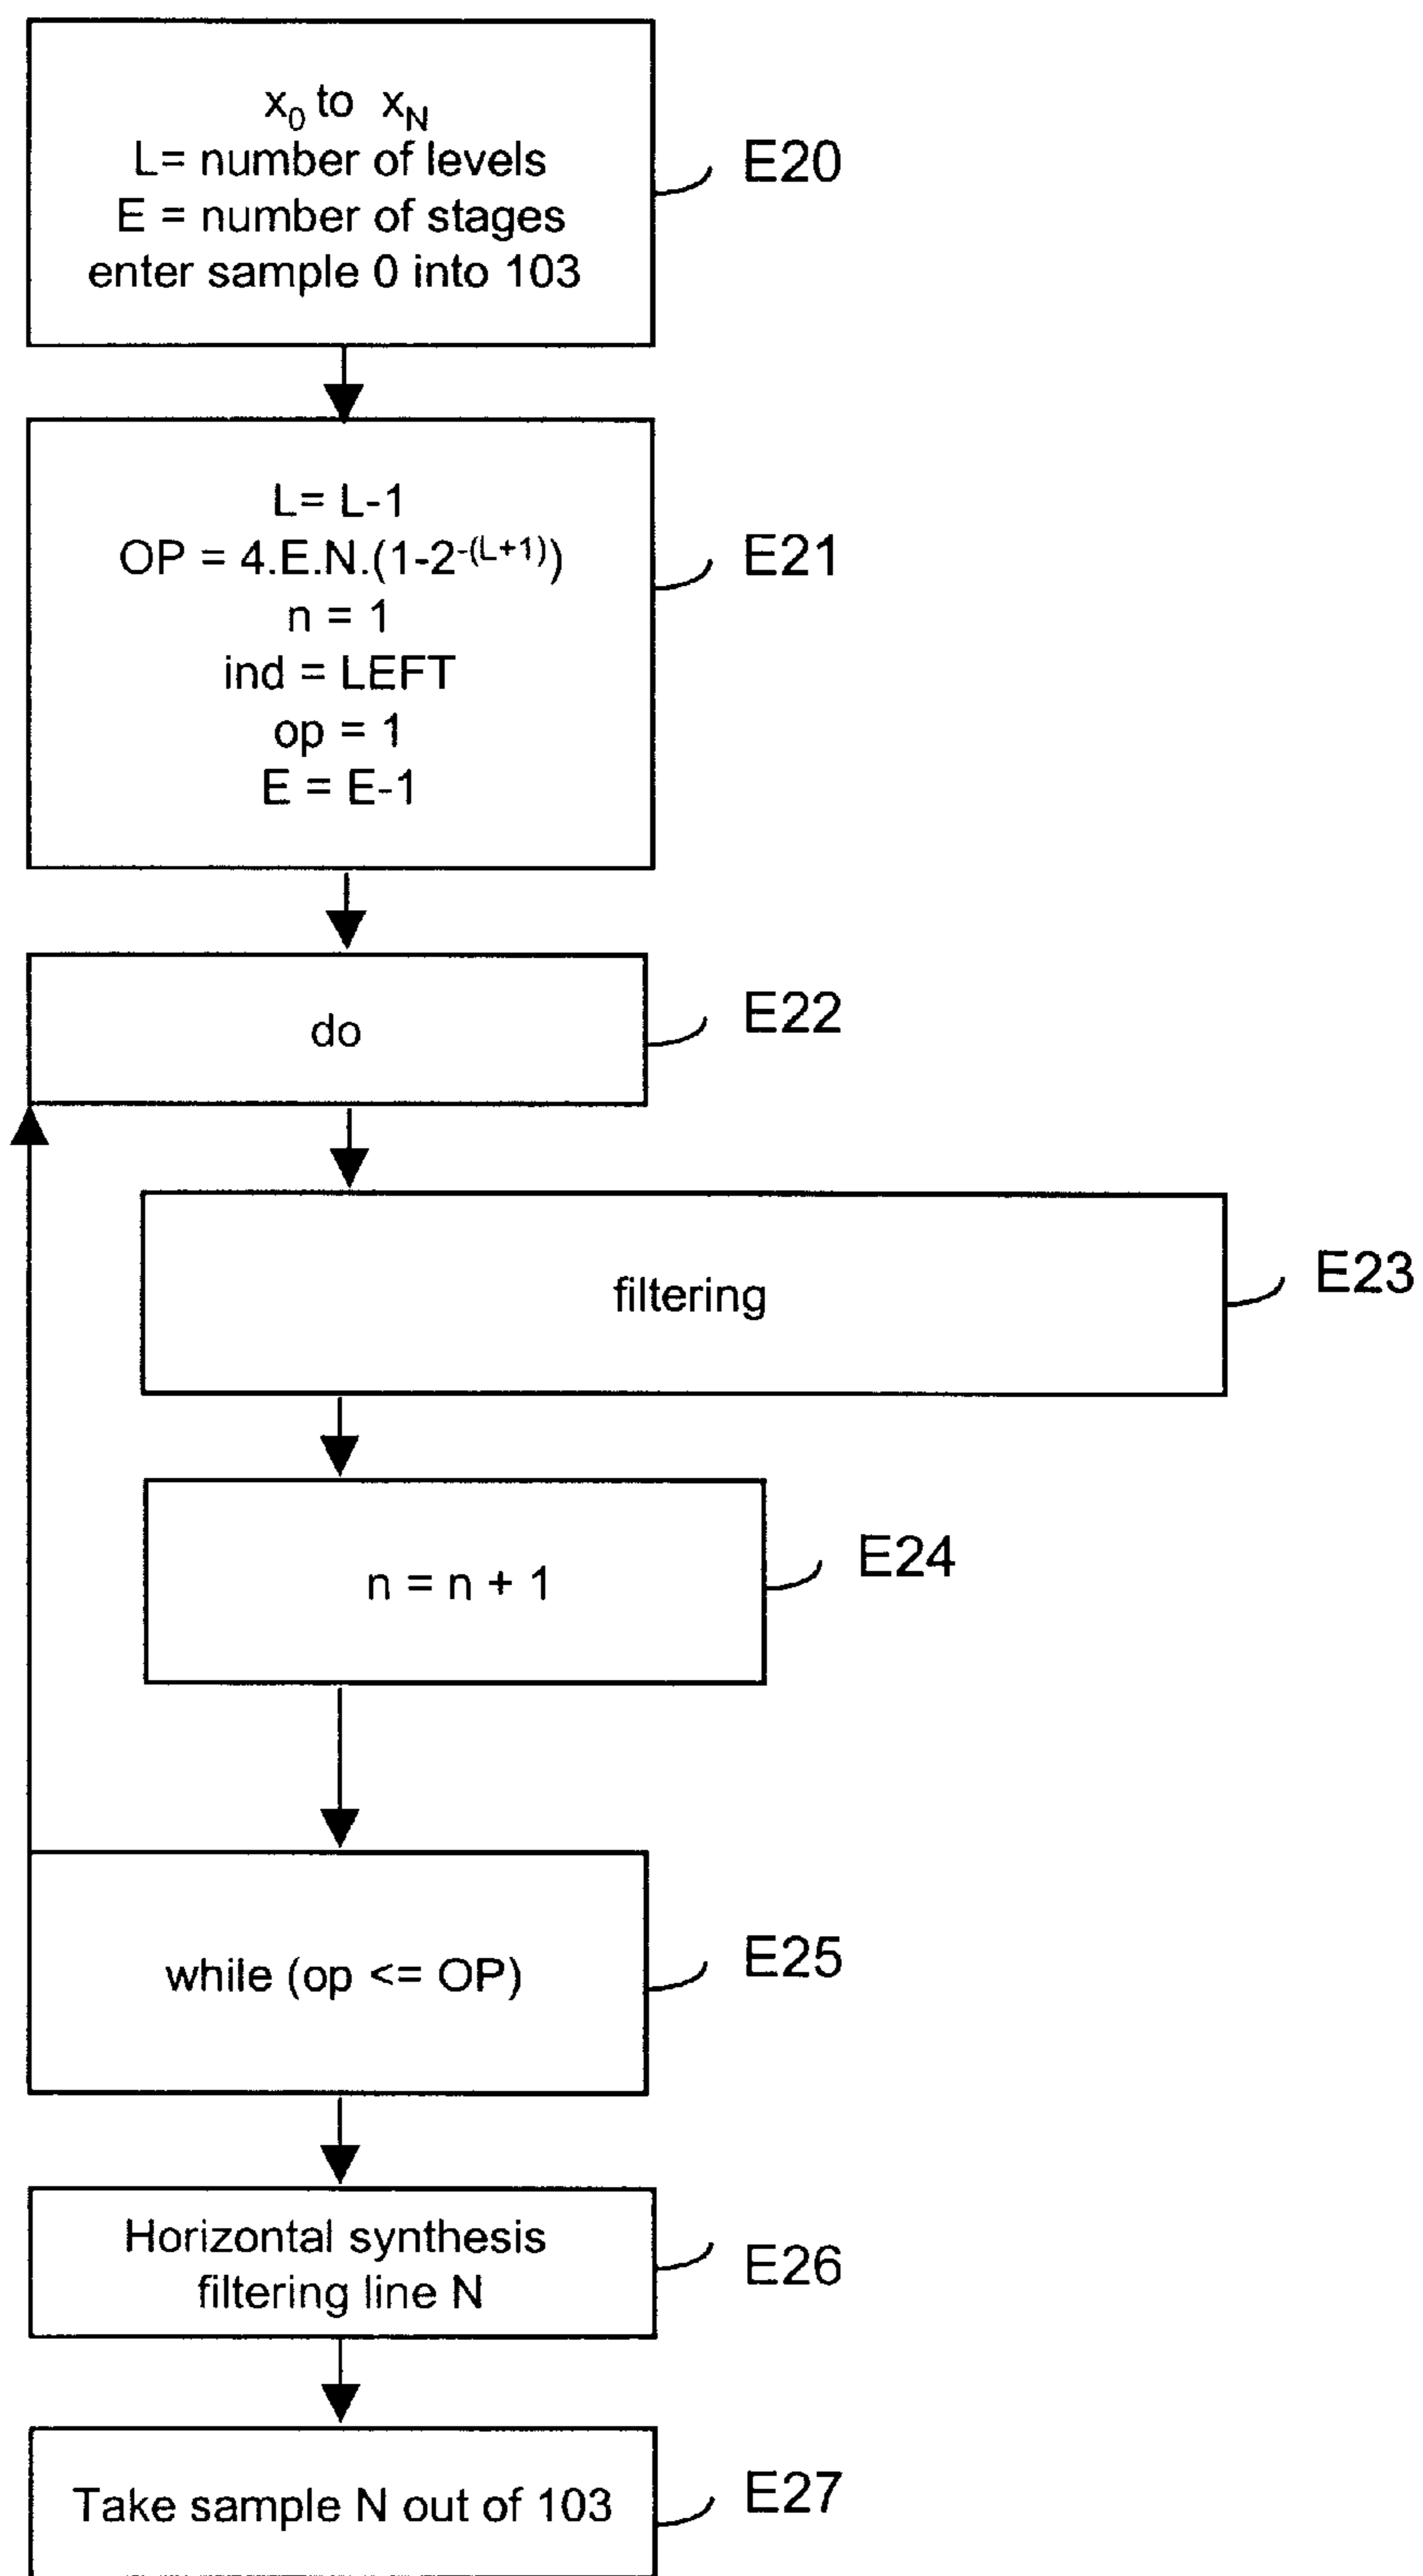 x₀ to x_N
L= number of levels
E = number of stages
enter sample 0 into 103
E20
L= L-1
OP = 4.E.N.(1-2^-(L+1))
n = 1
ind = LEFT
op = 1
E = E-1
E21
do
E22
filtering
E23
n = n + 1
E24
while (op <= OP)
E25
Horizontal synthesis
filtering line N
E26
Take sample N out of 103
E27